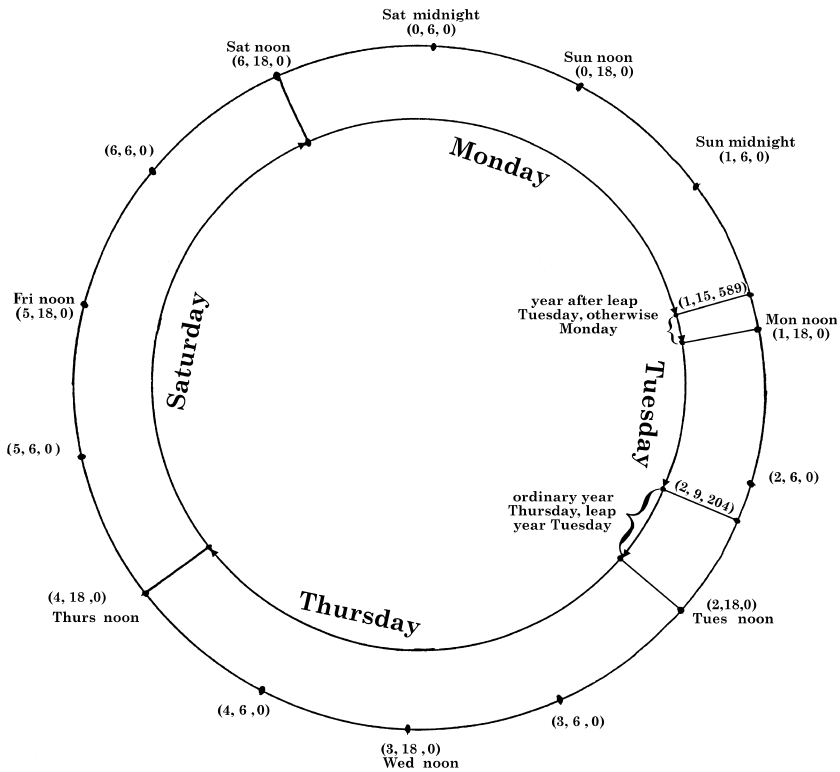 Sat midnight
(0, 6, 0)
Sat noon
(6, 18, 0)
Sun noon
(0, 18, 0)
Sun midnight
(1, 6, 0)
(6, 6, 0)
Monday
Fri noon
(5, 18, 0)
year after leap
Tuesday, otherwise
Monday
(1, 15, 589)
Mon noon
(1, 18, 0)
Saturday
Tuesday
(5, 6, 0)
(2, 6, 0)
ordinary year
Thursday, leap
year Tuesday
(2, 9, 204)
(4, 18 ,0)
Thurs noon
Thursday
(2,18,0)
Tues noon
(4, 6 ,0)
(3, 6, 0)
(3, 18 ,0)
Wed noon